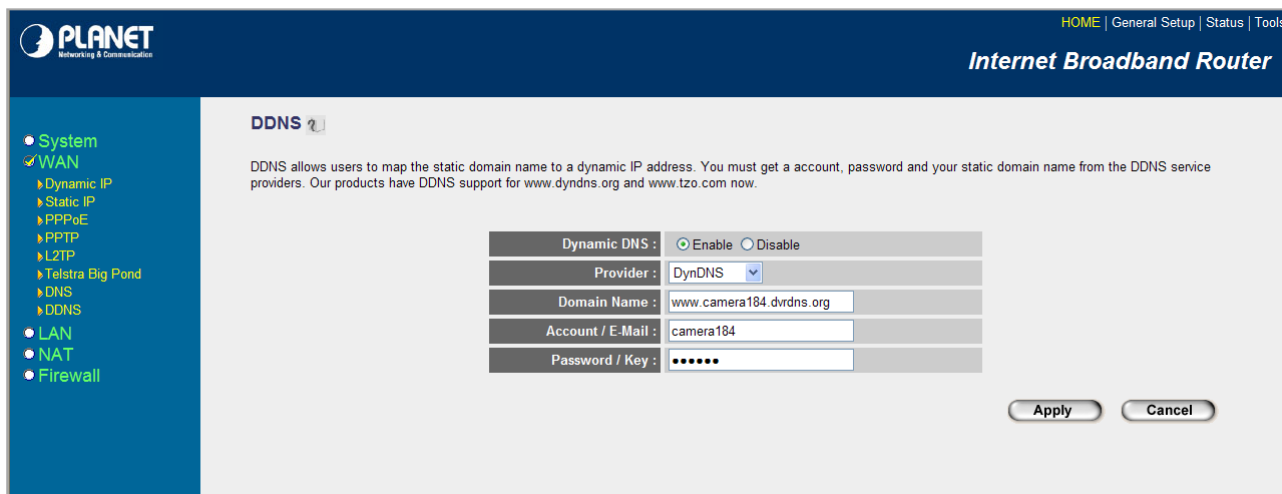 PLANET
Networking & Communication
HOME | General Setup | Status | Tools
Internet Broadband Router
System
WAN
Dynamic IP
Static IP
PPPoE
PPTP
L2TP
Telstra Big Pond
DNS
DDNS
LAN
NAT
Firewall
DDNS
DDNS allows users to map the static domain name to a dynamic IP address. You must get a account, password and your static domain name from the DDNS service
providers. Our products have DDNS support for www.dyndns.org and www.tzo.com now.
Dynamic DNS : Enable Disable
Provider : DynDNS
Domain Name : www.camera184.dvrdns.org
Account / E-Mail : camera184
Password / Key : ●●●●●●
Apply Cancel